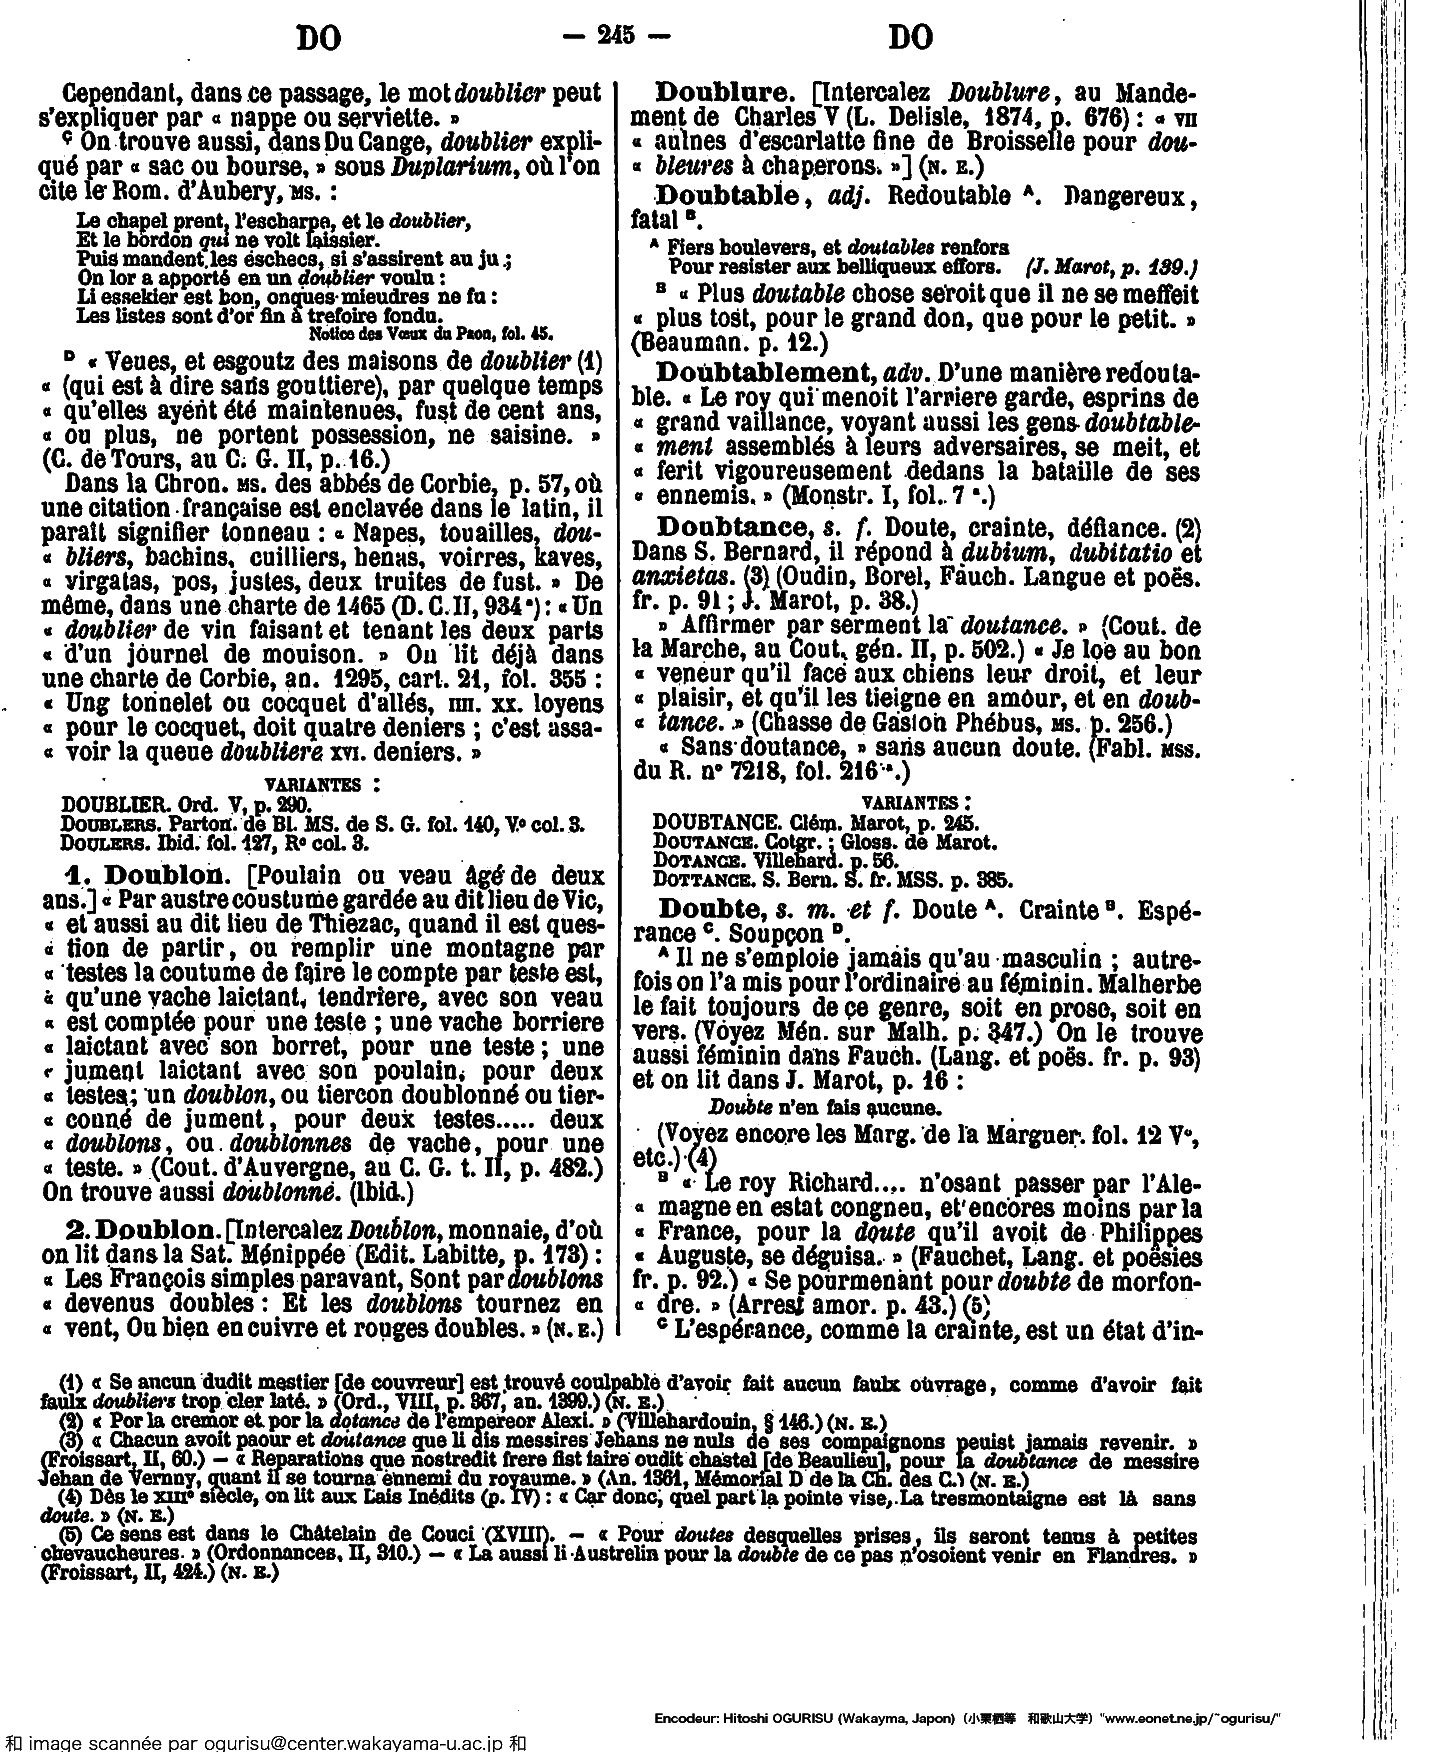 DO — 245 — DO
Cependant, dans ce passage, le mot doublier peut
s'expliquer par « nappe ou serviette. »
C On trouve aussi, dans Du Cange, doublier expli-
qué par « sac ou bourse, » sous Duplarium, où l'on
cite le Rom. d'Aubery, MS. :
Le chapel prent, l'escharpe, et le doublier,
Et le bordon qui ne volt laissier.
Puis mandent les eschecs, si s'assirent au ju ;
On lor a apporté en un doublier voulu :
Li essekier est bon, onques mieudres ne fu :
Les listes sont d'or fin à trefoire fondu.
Notice des Vœux du Paon, fol. 45.
D « Veues, et esgoutz des maisons de doublier (1)
« (qui est à dire sans gouttiere), par quelque temps
« qu'elles ayent été maintenues, fust de cent ans,
« ou plus, ne portent possession, ne saisine. »
(C. de Tours, au C. G. II, p. 16.)
Dans la Chron. MS. des abbés de Corbie, p. 57, où
une citation française est enclavée dans le latin, il
paraît signifier tonneau : « Napes, touailles, dou-
« bliers, bachins, cuilliers, henas, voirres, kaves,
« virgatas, pos, justes, deux truites de fust. » De
même, dans une charte de 1465 (D. C. II, 934ᵃ) : « Un
« doublier de vin faisant et tenant les deux parts
« d'un journel de mouison. » On lit déjà dans
une charte de Corbie, an. 1295, cart. 21, fol. 355 :
« Ung tonnelet ou cocquet d'allés, IIII. XX. loyens
« pour le cocquet, doit quatre deniers ; c'est assa-
« voir la queue doubliere XVI. deniers. »
VARIANTES :
DOUBLIER. Ord. V, p. 290.
DOUBLERS. Parton. de Bl. MS. de S. G. fol. 140, Vº col. 3.
DOULERS. Ibid. fol. 127, Rº col. 3.
1. Doublon. [Poulain ou veau âgé de deux
ans.] « Par austre coustume gardée au dit lieu de Vic,
« et aussi au dit lieu de Thiezac, quand il est ques-
« tion de partir, ou remplir une montagne par
« testes la coutume de faire le compte par teste est,
« qu'une vache laictant, tendriere, avec son veau
« est comptée pour une teste ; une vache borriere
« laictant avec son borret, pour une teste ; une
« jument laictant avec son poulain, pour deux
« testes ; un doublon, ou tiercon doublonné ou tier-
« conné de jument, pour deux testes..... deux
« doublons, ou doublonnes de vache, pour une
« teste. » (Cout. d'Auvergne, au C. G. t. II, p. 482.)
On trouve aussi doublonné. (Ibid.)
2. Doublon. [Intercalez Doublon, monnaie, d'où
on lit dans la Sat. Ménippée (Edit. Labitte, p. 173) :
« Les François simples paravant, Sont par doublons
« devenus doubles : Et les doublons tournez en
« vent, Ou bien en cuivre et rouges doubles. » (N. E.)
Doublure. [Intercalez Doublure, au Mande-
ment de Charles V (L. Delisle, 1874, p. 676) : « VII
« aulnes d'escarlatte fine de Broisselle pour dou-
« bleures à chaperons. »] (N. E.)
Doubtable, adj. Redoutable A. Dangereux,
fatal B.
A Fiers boulevers, et doutables renfors
Pour resister aux belliqueux effors. (J. Marot, p. 139.)
B « Plus doutable chose seroit que il ne se meffeit
« plus tost, pour le grand don, que pour le petit. »
(Beauman. p. 12.)
Doubtablement, adv. D'une manière redouta-
ble. « Le roy qui menoit l'arriere garde, esprins de
« grand vaillance, voyant aussi les gens doubtable-
« ment assemblés à leurs adversaires, se meit, et
« ferit vigoureusement dedans la bataille de ses
« ennemis. » (Monstr. I, fol. 7 ᵃ.)
Doubtance, s. f. Doute, crainte, défiance. (2)
Dans S. Bernard, il répond à dubium, dubitatio et
anxietas. (3) (Oudin, Borel, Fauch. Langue et poës.
fr. p. 91 ; J. Marot, p. 38.)
» Affirmer par serment la doutance. » (Cout. de
la Marche, au Cout. gén. II, p. 502.) « Je loe au bon
« veneur qu'il face aux chiens leur droit, et leur
« plaisir, et qu'il les tieigne en amour, et en doub-
« tance. » (Chasse de Gaston Phébus, MS. p. 256.)
« Sans doutance, » sans aucun doute. (Fabl. MSS.
du R. nº 7218, fol. 216 ᵃ.)
VARIANTES :
DOUBTANCE. Clém. Marot, p. 245.
DOUTANCE. Cotgr. ; Gloss. de Marot.
DOTANCE. Villehard. p. 56.
DOTTANCE. S. Bern. S. fr. MSS. p. 385.
Doubte, s. m. et f. Doute A. Crainte B. Espé-
rance C. Soupçon D.
A Il ne s'emploie jamais qu'au masculin ; autre-
fois on l'a mis pour l'ordinaire au féminin. Malherbe
le fait toujours de ce genre, soit en prose, soit en
vers. (Voyez Mén. sur Malh. p. 347.) On le trouve
aussi féminin dans Fauch. (Lang. et poës. fr. p. 93)
et on lit dans J. Marot, p. 16 :
Doubte n'en fais aucune.
(Voyez encore les Marg. de la Marguer. fol. 12 Vº,
etc.) (4)
B « Le roy Richard.... n'osant passer par l'Ale-
« magne en estat congneu, et encores moins par la
« France, pour la doute qu'il avoit de Philippes
« Auguste, se déguisa. » (Fauchet, Lang. et poësies
fr. p. 92.) « Se pourmenant pour doubte de morfon-
« dre. » (Arrest amor. p. 43.) (5)
C L'espérance, comme la crainte, est un état d'in-
(1) « Se ancun dudit mestier [de couvreur] est trouvé coulpable d'avoir fait aucun faulx ouvrage, comme d'avoir fait
faulx doubliers trop cler laté. » (Ord., VIII, p. 367, an. 1399.) (N. E.)
(2) « Por la cremor et por la dotance de l'empereor Alexi. » (Villehardouin, § 146.) (N. E.)
(3) « Chacun avoit paour et doutance que li dis messires Jehans ne nuls de ses compaignons peuist jamais revenir. »
(Froissart, II, 60.) — « Reparations que nostredit frere fist faire oudit chastel [de Beaulieu], pour la doubtance de messire
Jehan de Vernny, quant il se tourna ennemi du royaume. » (An. 1361, Mémorial D de la Ch. des C.) (N. E.)
(4) Dès le XIIIᵉ siècle, on lit aux Lais Inédits (p. IV) : « Car donc, quel part la pointe vise, La tresmontaigne est là sans
doute. » (N. E.)
(5) Ce sens est dans le Châtelain de Couci (XVIII). — « Pour doutes desquelles prises, ils seront tenus à petites
chevaucheures. » (Ordonnances, II, 310.) — « La aussi li Austrelin pour la doubte de ce pas n'osoient venir en Flandres. »
(Froissart, II, 424.) (N. E.)
Encodeur: Hitoshi OGURISU (Wakayma, Japon) (小栗栖等 和歌山大学) "www.eonet.ne.jp/~ogurisu/"
和 image scannée par ogurisu@center.wakayama-u.ac.jp 和